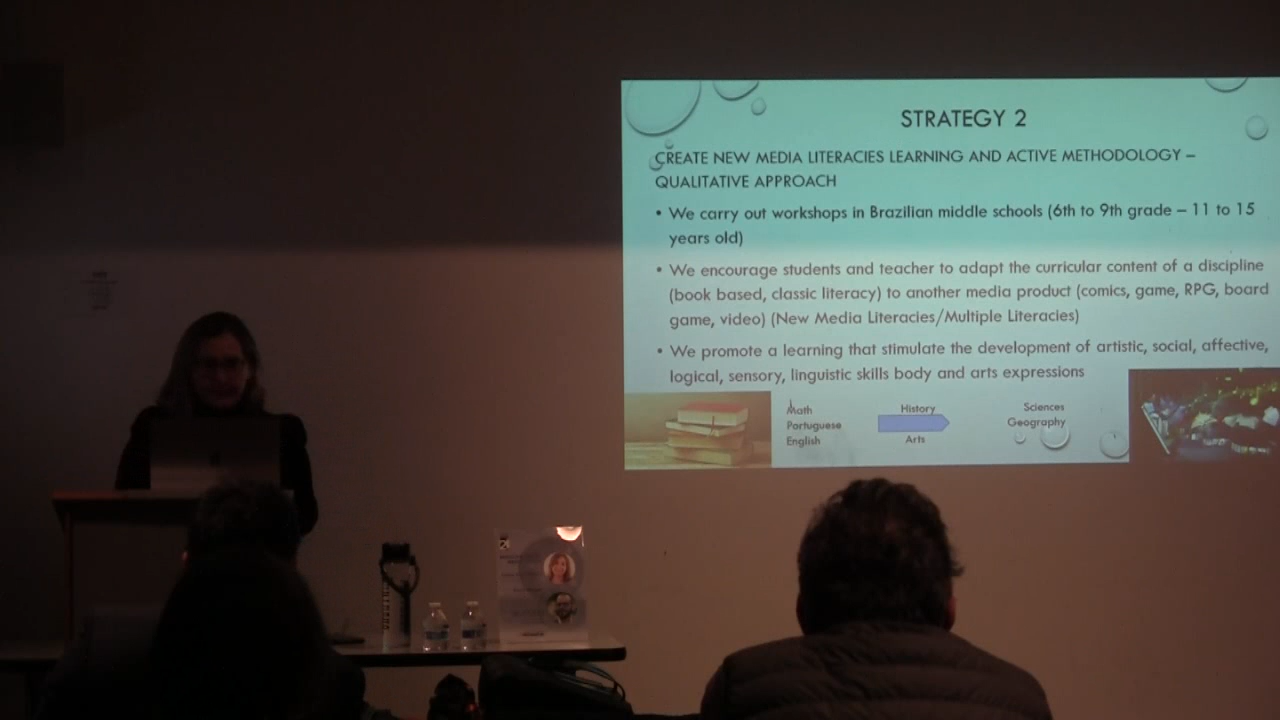 STRATEGY 2
CREATE NEW MEDIA LITERACIES LEARNING AND ACTIVE METHODOLOGY –
QUALITATIVE APPROACH
• We carry out workshops in Brazilian middle schools (6th to 9th grade – 11 to 15
years old)
• We encourage students and teacher to adapt the curricular content of a discipline
(book based, classic literacy) to another media product (comics, game, RPG, board
game, video) (New Media Literacies/Multiple Literacies)
• We promote a learning that stimulate the development of artistic, social, affective,
logical, sensory, linguistic skills body and arts expressions
Math
Portuguese
English
History
Arts
Sciences
Geography